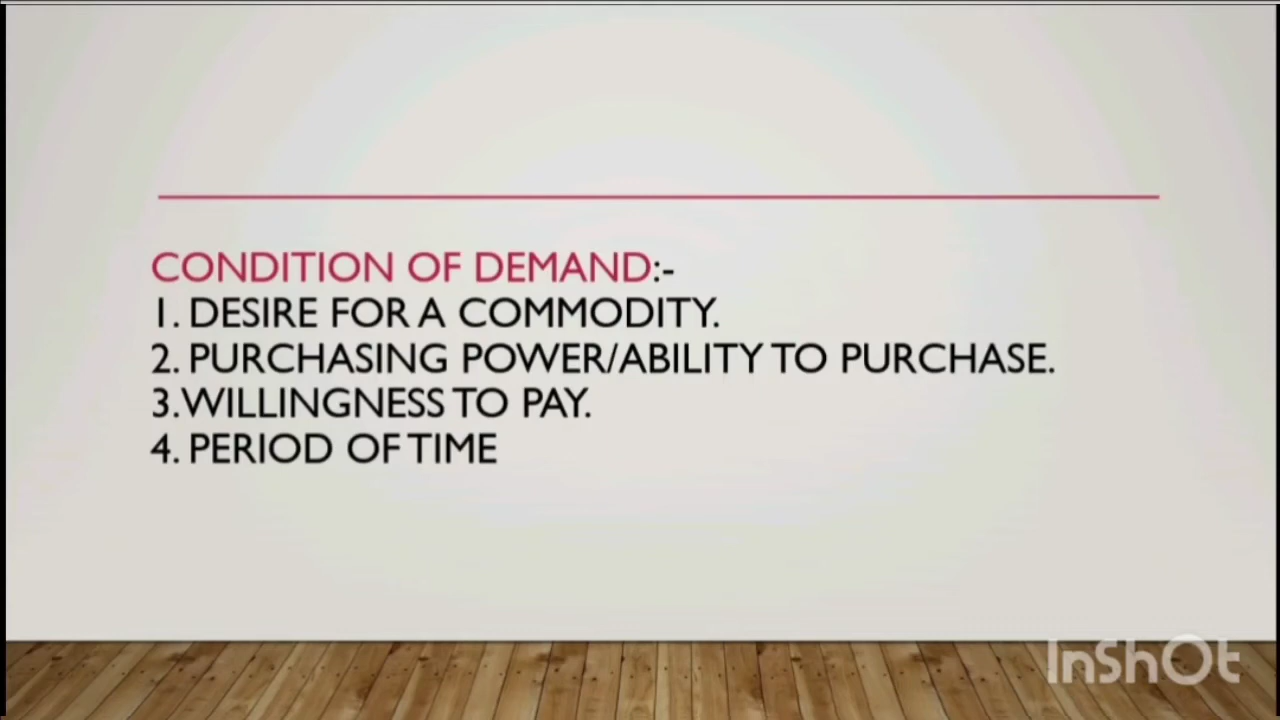 CONDITION OF DEMAND:-
1. DESIRE FOR A COMMODITY.
2. PURCHASING POWER/ABILITY TO PURCHASE.
3.WILLINGNESS TO PAY.
4. PERIOD OF TIME
InShOt